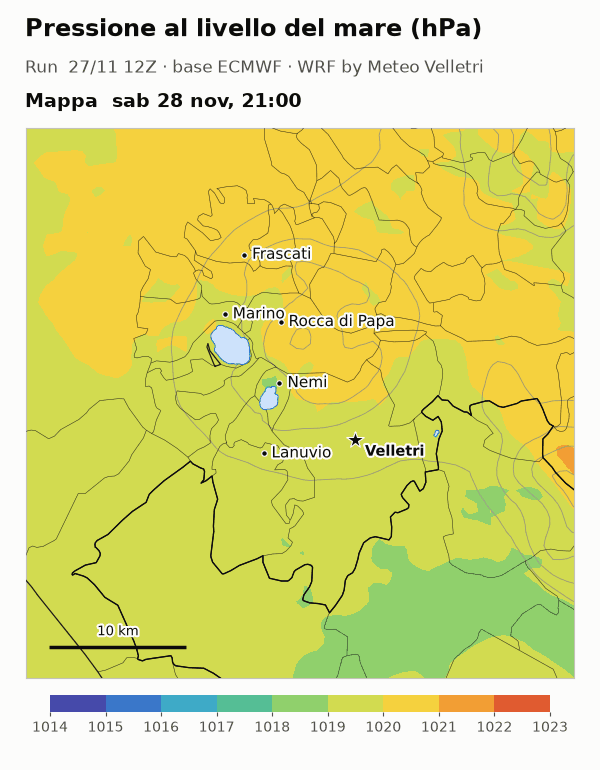 Pressione al livello del mare (hPa)
Run  27/11 12Z · base ECMWF · WRF by Meteo Velletri
Mappa  sab 28 nov, 21:00
Frascati
Marino
Rocca di Papa
Nemi
Velletri
Lanuvio
10 km
1014 1015 1016 1017 1018 1019 1020 1021 1022 1023